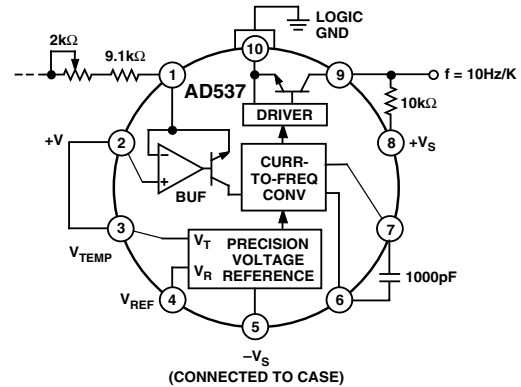 LOGIC
GND
2kΩ
9.1kΩ
10
1
AD537
9
f = 10Hz/K
10kΩ
DRIVER
8
+VS
+V
2
−
+
BUF
CURR-
TO-FREQ
CONV
7
3
VTEMP
VT
VR
PRECISION
VOLTAGE
REFERENCE
1000pF
VREF
4
6
5
−VS
(CONNECTED TO CASE)